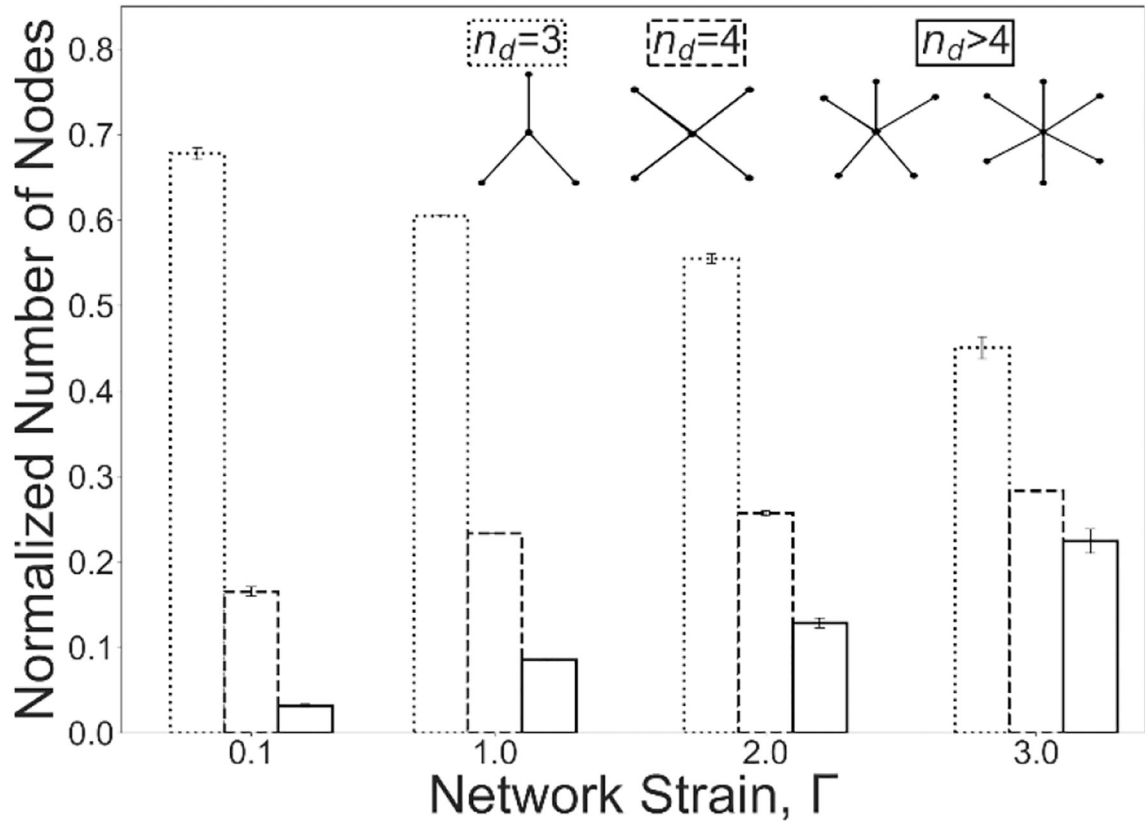 Normalized Number of Nodes
0.8
0.7
0.6
0.5
0.4
0.3
0.2
0.1
0.0
n_d=3
n_d=4
n_d>4
0.1
1.0
2.0
3.0
Network Strain, Γ